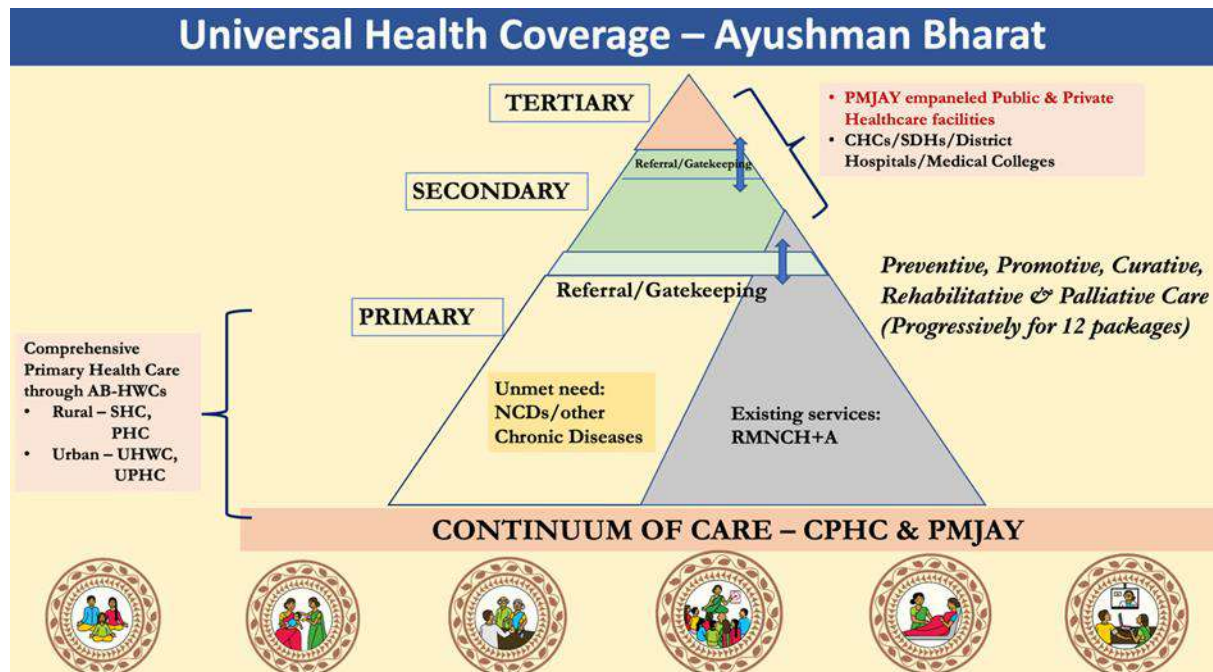 Universal Health Coverage – Ayushman Bharat
TERTIARY
• PMJAY empaneled Public & Private
Healthcare facilities
• CHCs/SDHs/District
Hospitals/Medical Colleges
Referral/Gatekeeping
SECONDARY
Preventive, Promotive, Curative,
Rehabilitative & Palliative Care
(Progressively for 12 packages)
Referral/Gatekeeping
PRIMARY
Comprehensive
Primary Health Care
through AB-HWCs
• Rural – SHC,
PHC
• Urban – UHWC,
UPHC
Unmet need:
NCDs/other
Chronic Diseases
Existing services:
RMNCH+A
CONTINUUM OF CARE – CPHC & PMJAY